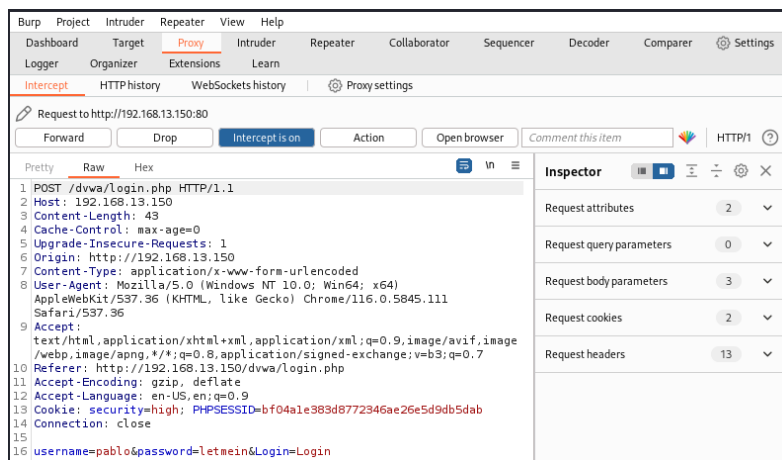 Burp Project Intruder Repeater View Help
Dashboard Target Proxy Intruder Repeater Collaborator Sequencer Decoder Comparer Settings
Logger Organizer Extensions Learn
Intercept HTTP history WebSockets history Proxy settings
Request to http://192.168.13.150:80
Forward Drop Intercept is on Action Open browser Comment this item HTTP/1 ?
Pretty Raw Hex \n
Inspector
1 POST /dvwa/login.php HTTP/1.1
2 Host: 192.168.13.150
3 Content-Length: 43
4 Cache-Control: max-age=0
5 Upgrade-Insecure-Requests: 1
6 Origin: http://192.168.13.150
7 Content-Type: application/x-www-form-urlencoded
8 User-Agent: Mozilla/5.0 (Windows NT 10.0; Win64; x64)
AppleWebKit/537.36 (KHTML, like Gecko) Chrome/116.0.5845.111
Safari/537.36
9 Accept:
text/html,application/xhtml+xml,application/xml;q=0.9,image/avif,image
/webp,image/apng,*/*;q=0.8,application/signed-exchange;v=b3;q=0.7
10 Referer: http://192.168.13.150/dvwa/login.php
11 Accept-Encoding: gzip, deflate
12 Accept-Language: en-US,en;q=0.9
13 Cookie: security=high; PHPSESSID=bf04a1e383d8772346ae26e5d9db5dab
14 Connection: close
15
16 username=pablo&password=letmein&Login=Login
Request attributes 2
Request query parameters 0
Request body parameters 3
Request cookies 2
Request headers 13